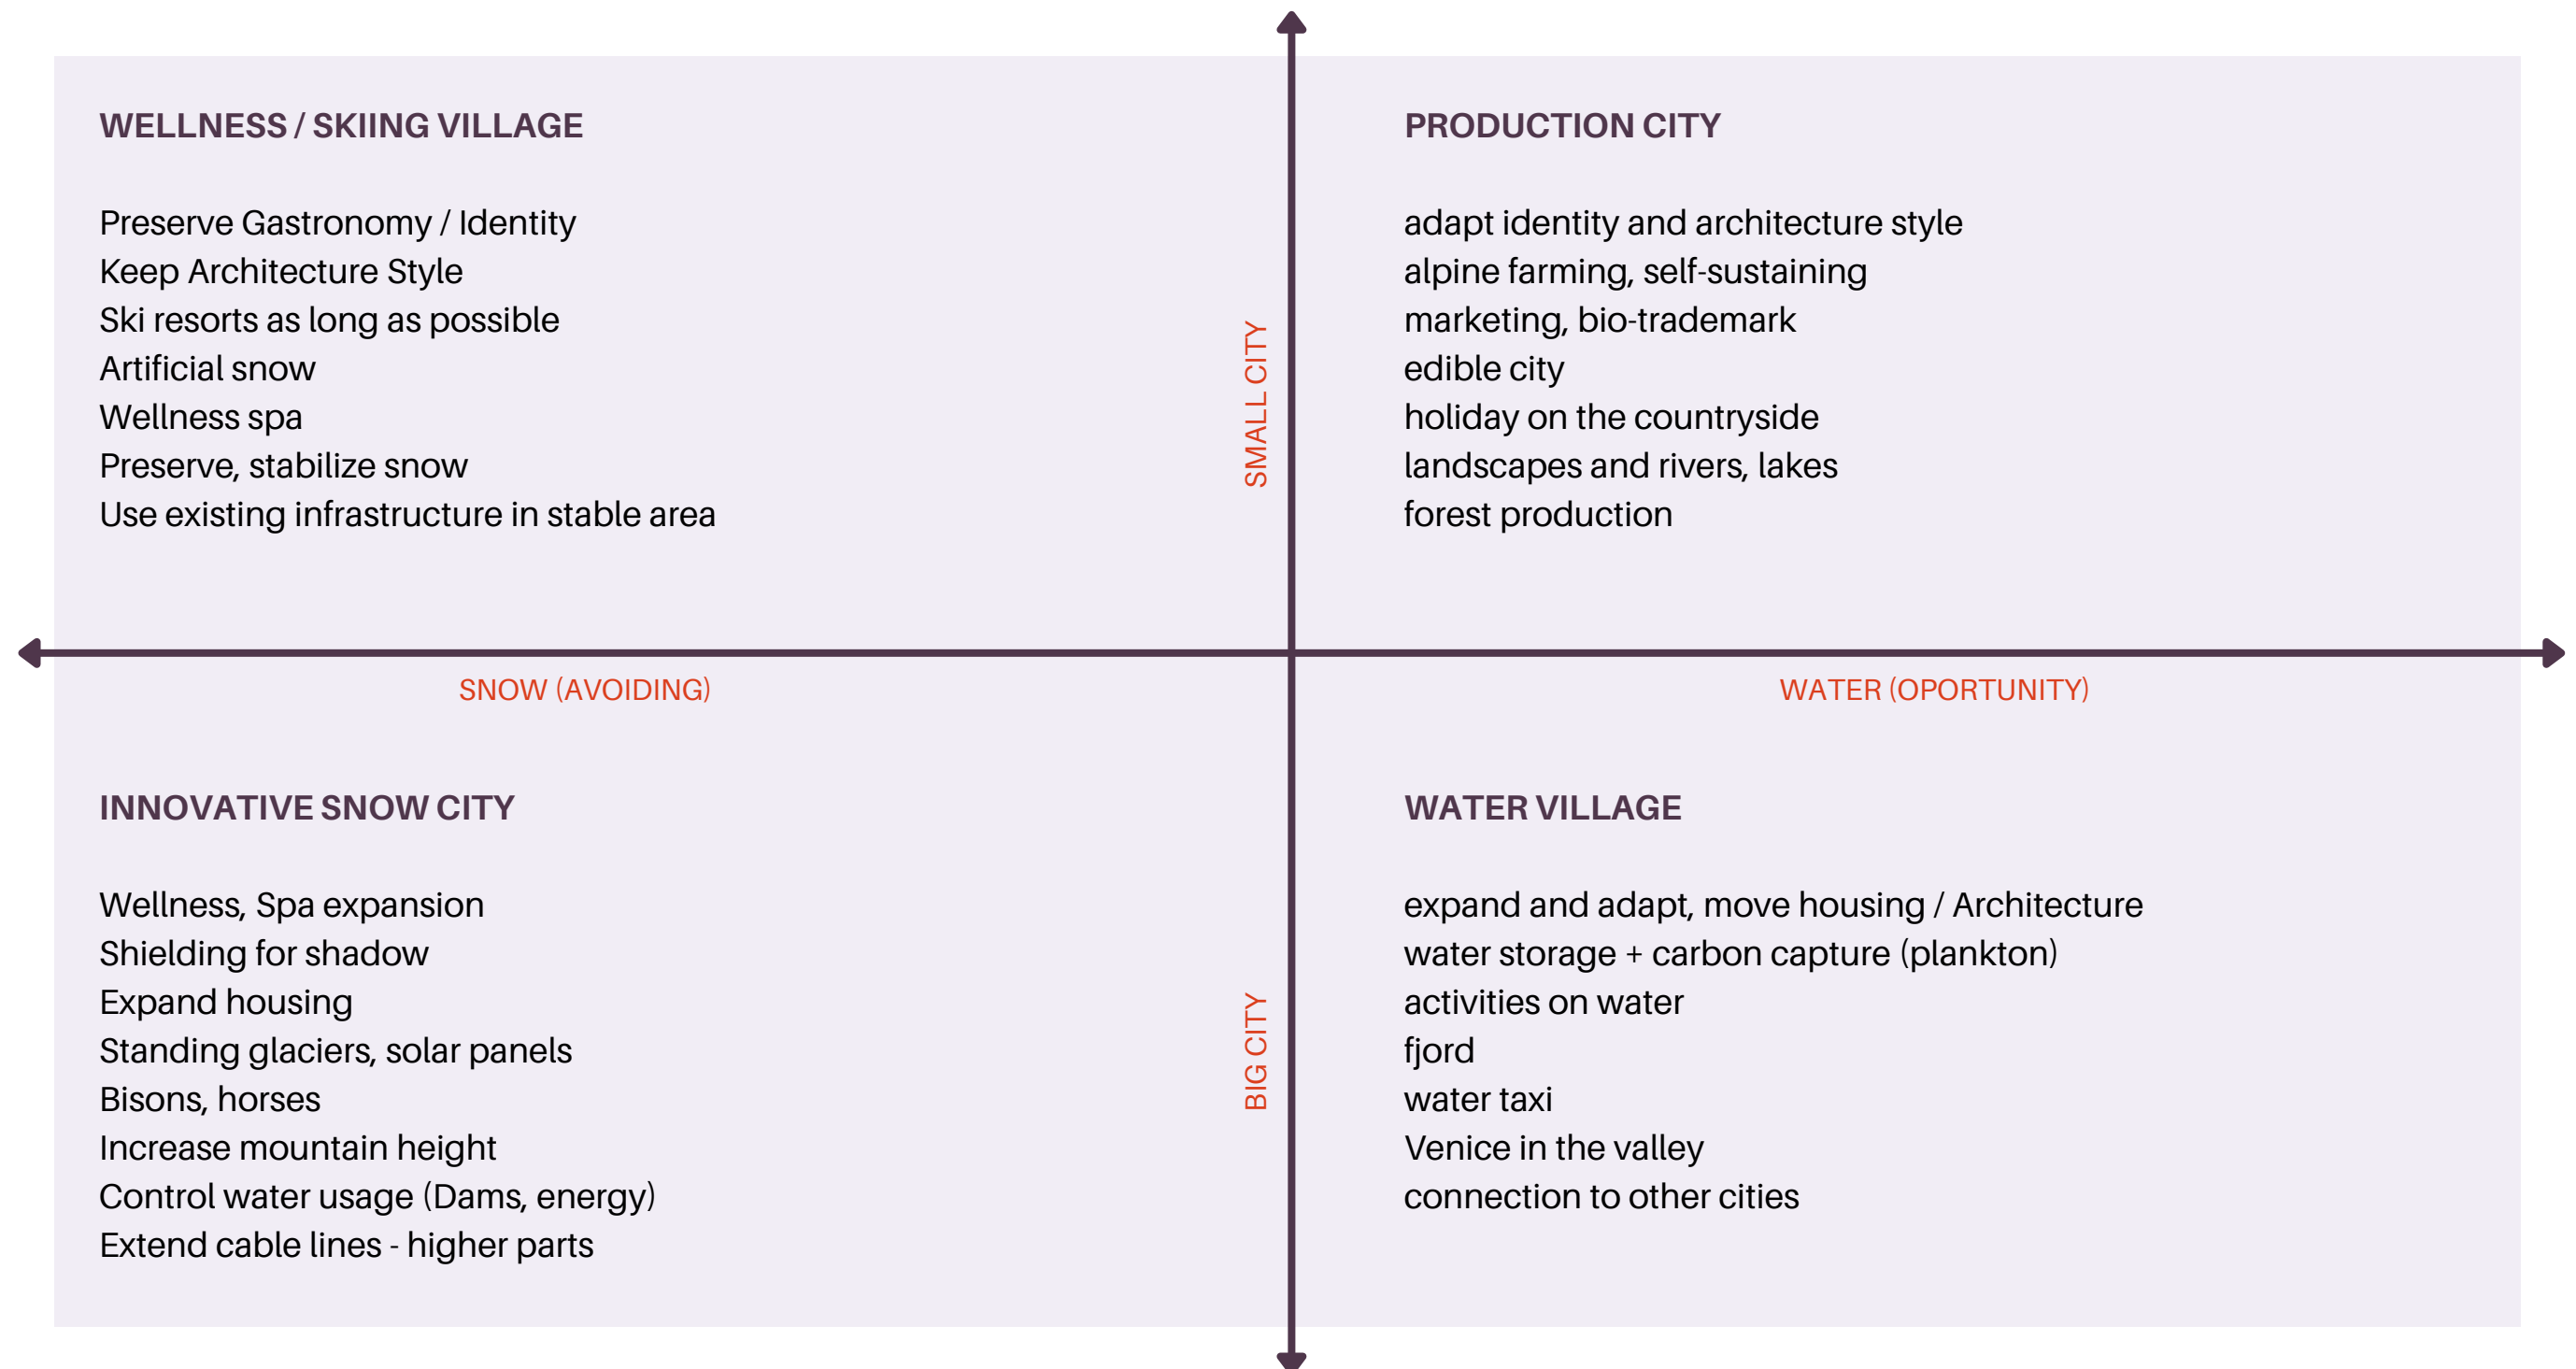 WELLNESS / SKIING VILLAGE
Preserve Gastronomy / Identity
Keep Architecture Style
Ski resorts as long as possible
Artificial snow
Wellness spa
Preserve, stabilize snow
Use existing infrastructure in stable area
PRODUCTION CITY
adapt identity and architecture style
alpine farming, self-sustaining
marketing, bio-trademark
edible city
holiday on the countryside
landscapes and rivers, lakes
forest production
SMALL CITY
SNOW (AVOIDING)
WATER (OPORTUNITY)
INNOVATIVE SNOW CITY
Wellness, Spa expansion
Shielding for shadow
Expand housing
Standing glaciers, solar panels
Bisons, horses
Increase mountain height
Control water usage (Dams, energy)
Extend cable lines - higher parts
BIG CITY
WATER VILLAGE
expand and adapt, move housing / Architecture
water storage + carbon capture (plankton)
activities on water
fjord
water taxi
Venice in the valley
connection to other cities